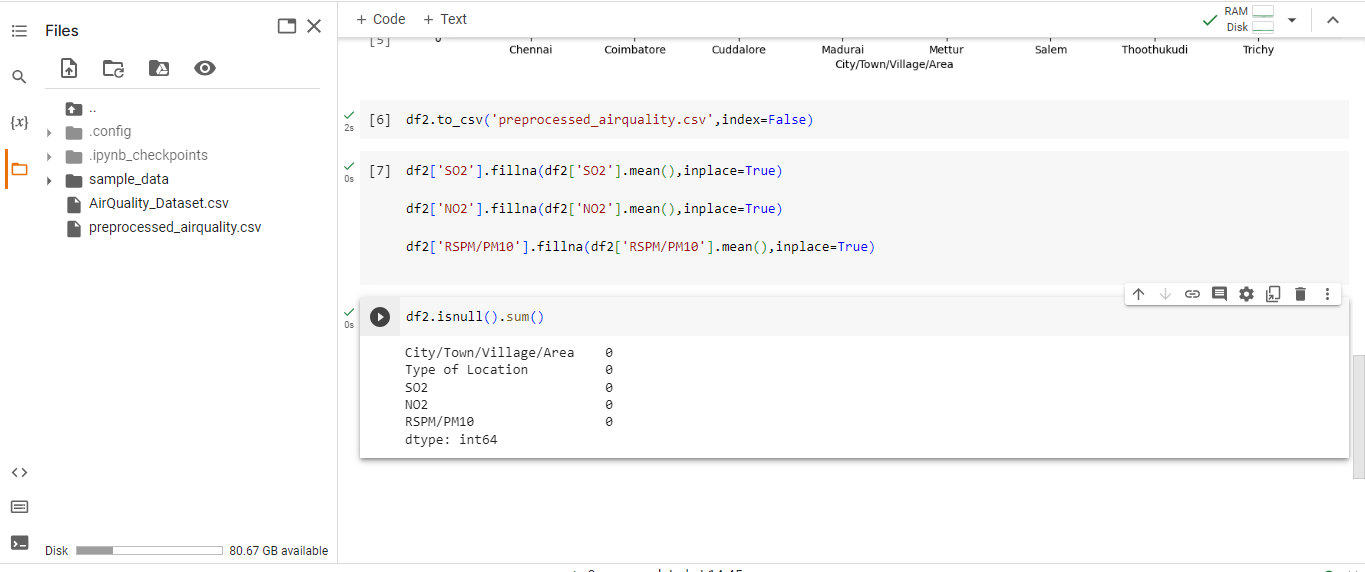 Files
..
.config
.ipynb_checkpoints
sample_data
AirQuality_Dataset.csv
preprocessed_airquality.csv
{x}
<>
Disk 80.67 GB available
+ Code + Text
RAM
Disk
[5]
0
Chennai Coimbatore Cuddalore Madurai Mettur Salem Thoothukudi Trichy
City/Town/Village/Area
2s
[6] df2.to_csv('preprocessed_airquality.csv',index=False)
0s
[7] df2['SO2'].fillna(df2['SO2'].mean(),inplace=True)
df2['NO2'].fillna(df2['NO2'].mean(),inplace=True)
df2['RSPM/PM10'].fillna(df2['RSPM/PM10'].mean(),inplace=True)
0s
df2.isnull().sum()
City/Town/Village/Area 0
Type of Location 0
SO2 0
NO2 0
RSPM/PM10 0
dtype: int64